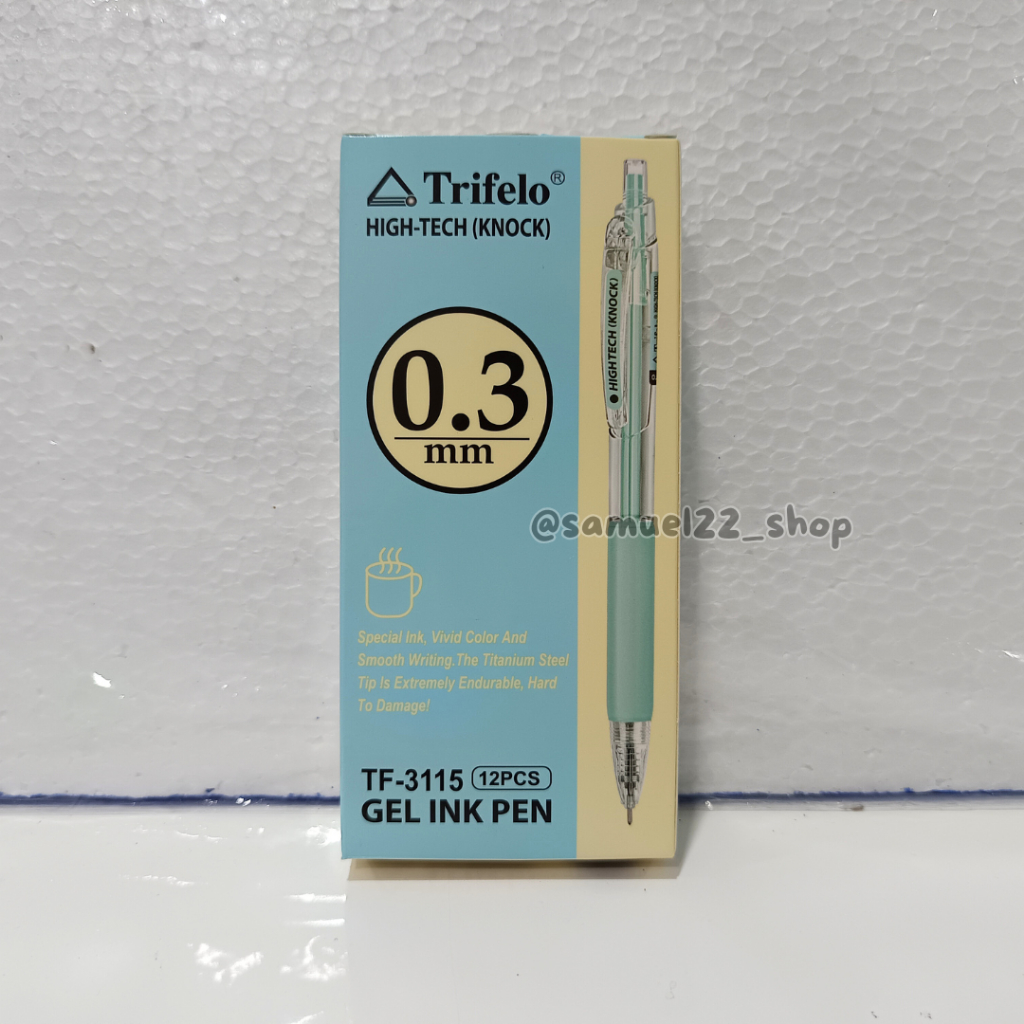 Trifelo®
HIGH-TECH (KNOCK)
0.3
mm
HIGHTECH (KNOCK)
@samuel22_shop
Special Ink, Vivid Color And
Smooth Writing.The Titanium Steel
Tip Is Extremely Endurable, Hard
To Damage!
TF-3115 12PCS
GEL INK PEN